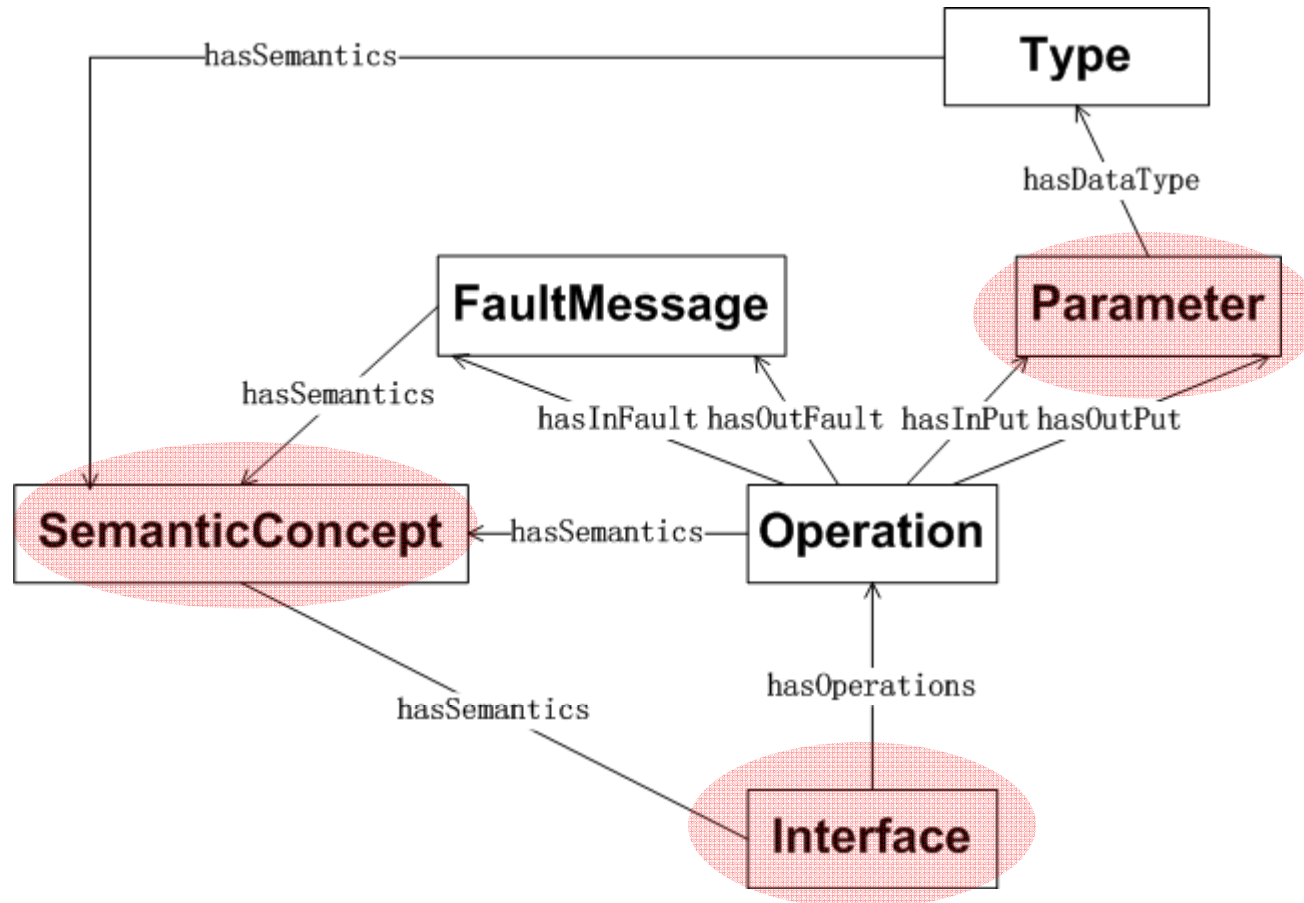 Type
hasSemantics
hasDataType
FaultMessage
Parameter
hasSemantics
hasInFault
hasOutFault
hasInPut
hasOutPut
SemanticConcept
hasSemantics
Operation
hasOperations
hasSemantics
Interface